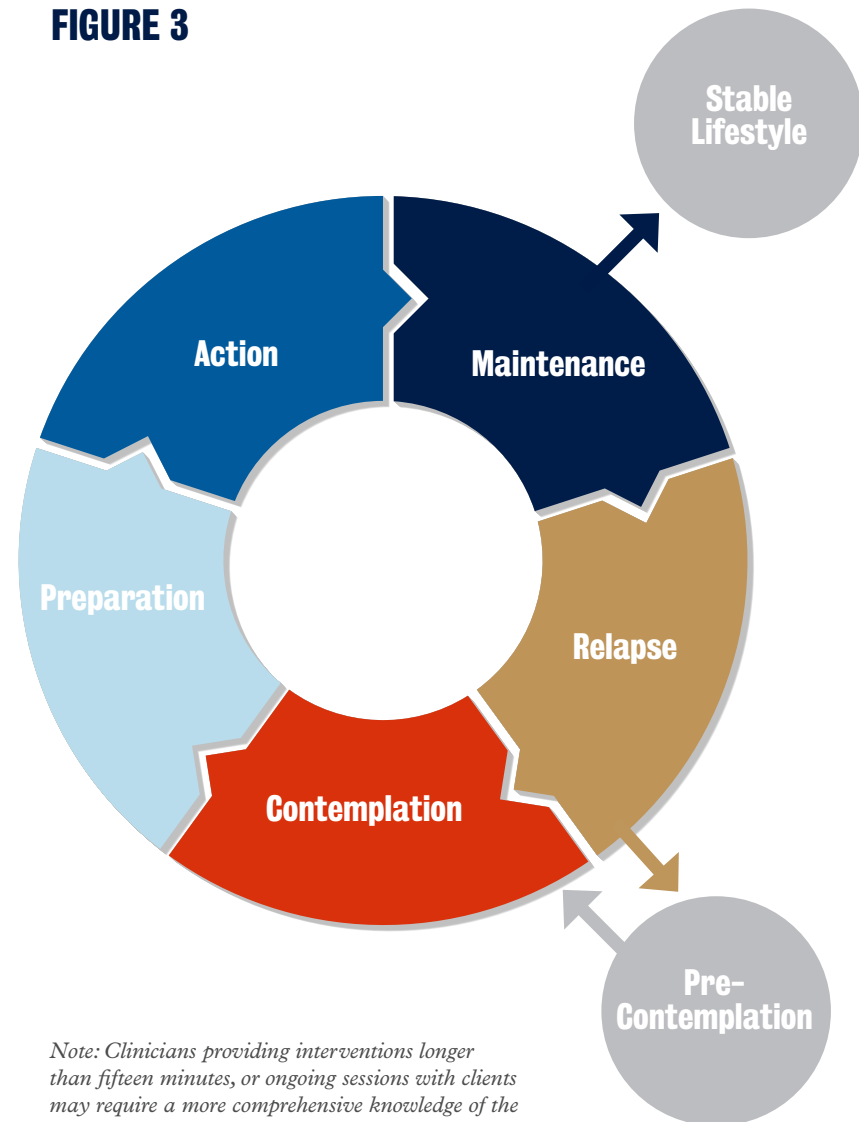 FIGURE 3
Stable
Lifestyle
Action
Maintenance
Preparation
Relapse
Contemplation
Pre-
Contemplation
Note: Clinicians providing interventions longer
than fifteen minutes, or ongoing sessions with clients
may require a more comprehensive knowledge of the